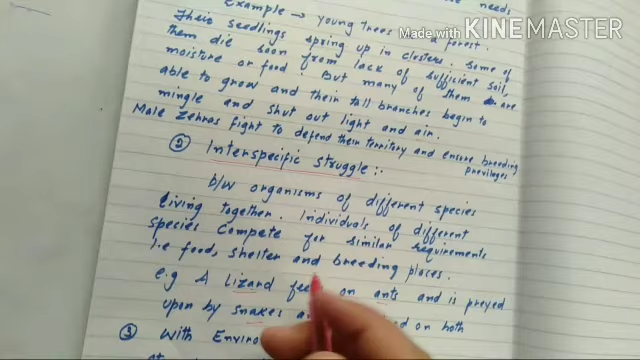 needs
Example → young trees in a forest.
Their seedlings spring up in clusters. Some of
them die soon from lack of sufficient soil,
moisture or food. But many of them are
able to grow and their tall branches begin to
mingle and shut out light and air.
Male Zebras fight to defend their territory and ensure breeding
previleges
② Interspecific struggle :-
b/w organisms of different species
living together. Individuals of different
species compete for similar requirements
i.e food, shelter and breeding places.
e.g A Lizard on ants and is preyed
upon by snakes on both
③ With
Made with KINEMASTER